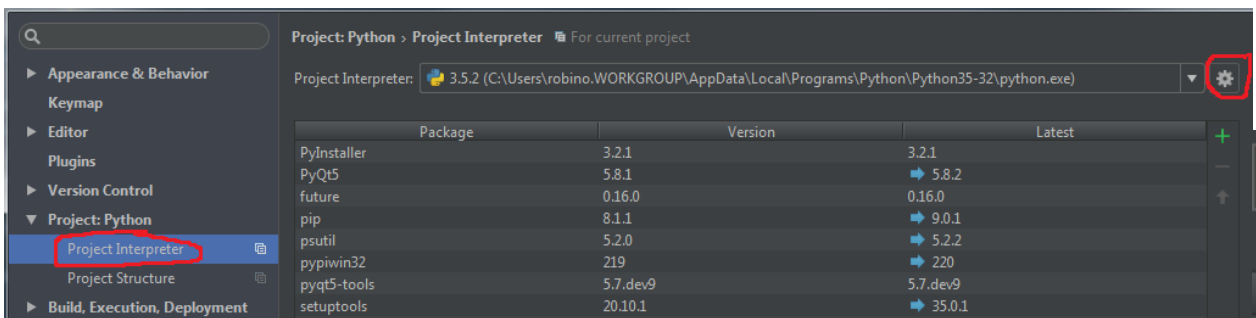 Project: Python › Project Interpreter For current project
Appearance & Behavior
Project Interpreter: 3.5.2 (C:\Users\robino.WORKGROUP\AppData\Local\Programs\Python\Python35-32\python.exe)
Keymap
Editor
Package Version Latest
Plugins
PyInstaller 3.2.1 3.2.1
PyQt5 5.8.1 5.8.2
Version Control
future 0.16.0 0.16.0
Project: Python
pip 8.1.1 9.0.1
Project Interpreter
psutil 5.2.0 5.2.2
pypiwin32 219 220
Project Structure
pyqt5-tools 5.7.dev9 5.7.dev9
Build, Execution, Deployment
setuptools 20.10.1 35.0.1